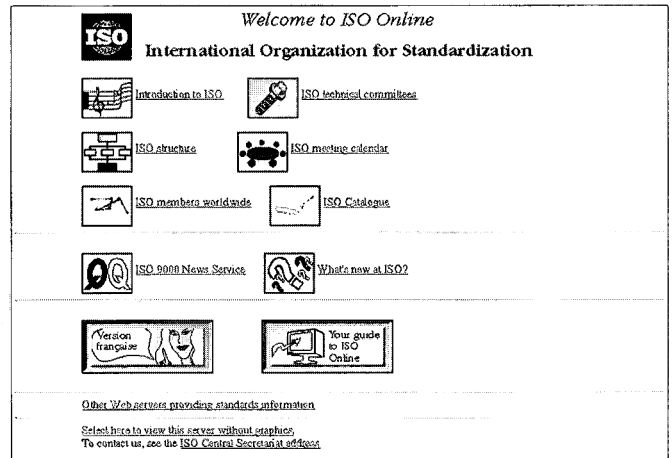 Welcome to ISO Online
ISO
International Organization for Standardization
Introduction to ISO
ISO technical committees
ISO structure
ISO meeting calendar
ISO members worldwide
ISO Catalogue
ISO 9000 News Service
What's new at ISO?
Version
française
Your guide
to ISO
Online
Other Web servers providing standards information
Select here to view this server without graphics,
To contact us, see the ISO Central Secretariat address